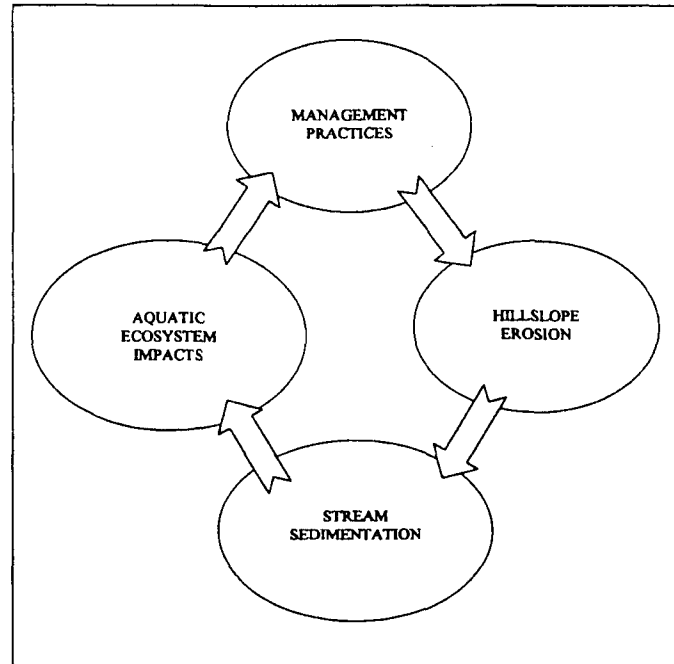 MANAGEMENT
PRACTICES
HILLSLOPE
EROSION
STREAM
SEDIMENTATION
AQUATIC
ECOSYSTEM
IMPACTS